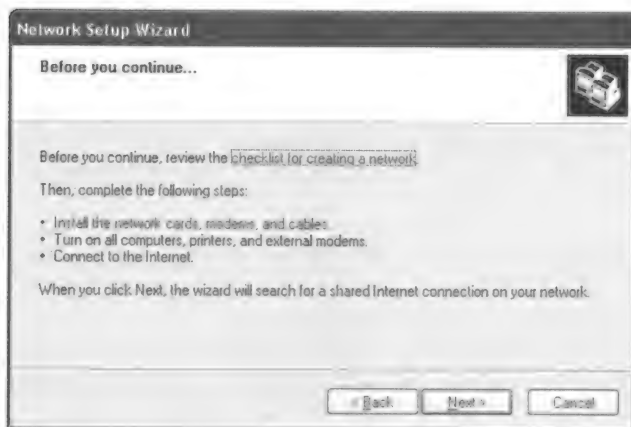 Network Setup Wizard
Before you continue...
Before you continue, review the checklist for creating a network.
Then, complete the following steps:
• Install the network cards, modems, and cables.
• Turn on all computers, printers, and external modems.
• Connect to the Internet.
When you click Next, the wizard will search for a shared Internet connection on your network.
< Back
Next >
Cancel